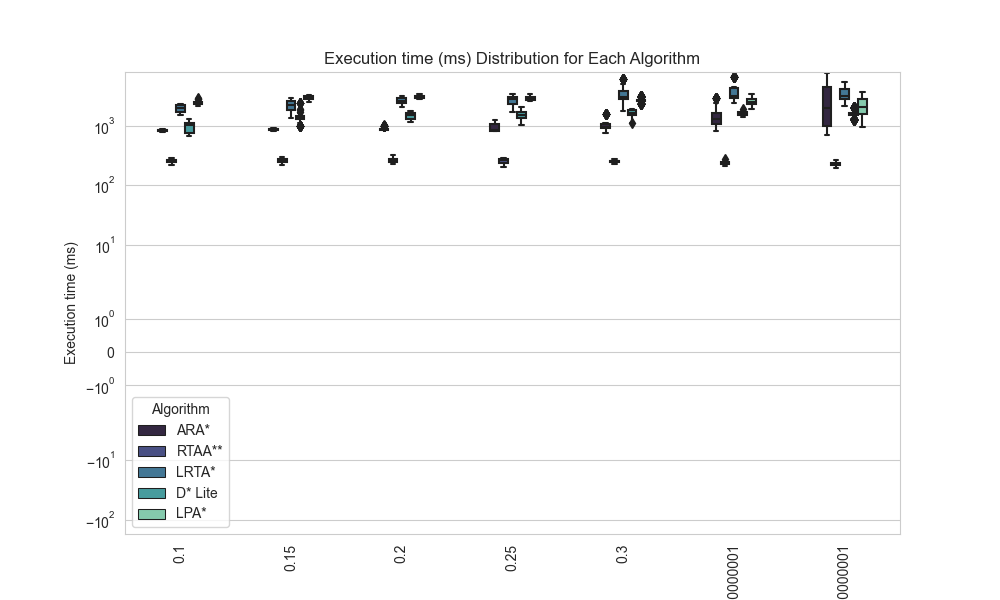 Execution time (ms) Distribution for Each Algorithm
Execution time (ms)
10³
10²
10¹
10⁰
0
−10⁰
−10¹
−10²
Algorithm
ARA*
RTAA**
LRTA*
D* Lite
LPA*
0.1
0.15
0.2
0.25
0.3
0000001
0000001